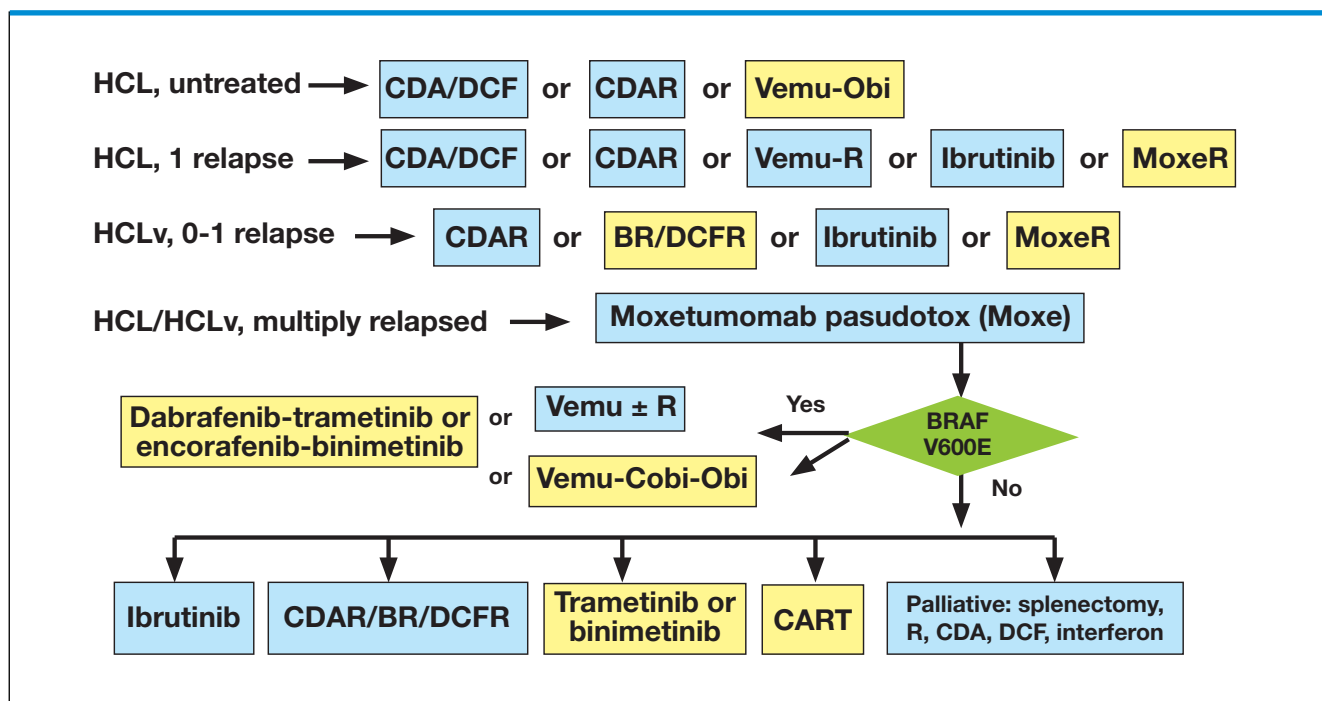 HCL, untreated CDA/DCF or CDAR or Vemu-Obi
HCL, 1 relapse CDA/DCF or CDAR or Vemu-R or Ibrutinib or MoxeR
HCLv, 0-1 relapse CDAR or BR/DCFR or Ibrutinib or MoxeR
HCL/HCLv, multiply relapsed Moxetumomab pasudotox (Moxe)
Dabrafenib-trametinib or
encorafenib-binimetinib
or Vemu ± R
or Vemu-Cobi-Obi
Yes
BRAF
V600E
No
Ibrutinib
CDAR/BR/DCFR
Trametinib or
binimetinib
CART
Palliative: splenectomy,
R, CDA, DCF, interferon